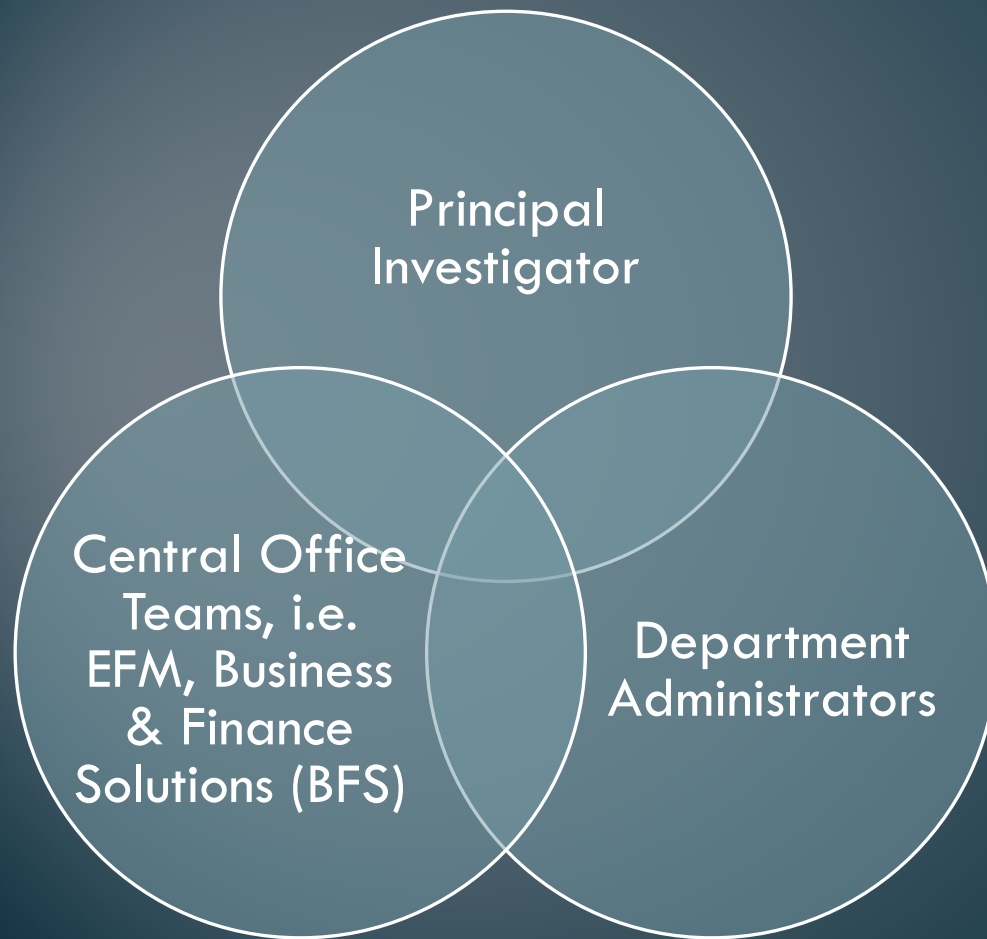 Principal
Investigator
Central Office
Teams, i.e.
EFM, Business
& Finance
Solutions (BFS)
Department
Administrators